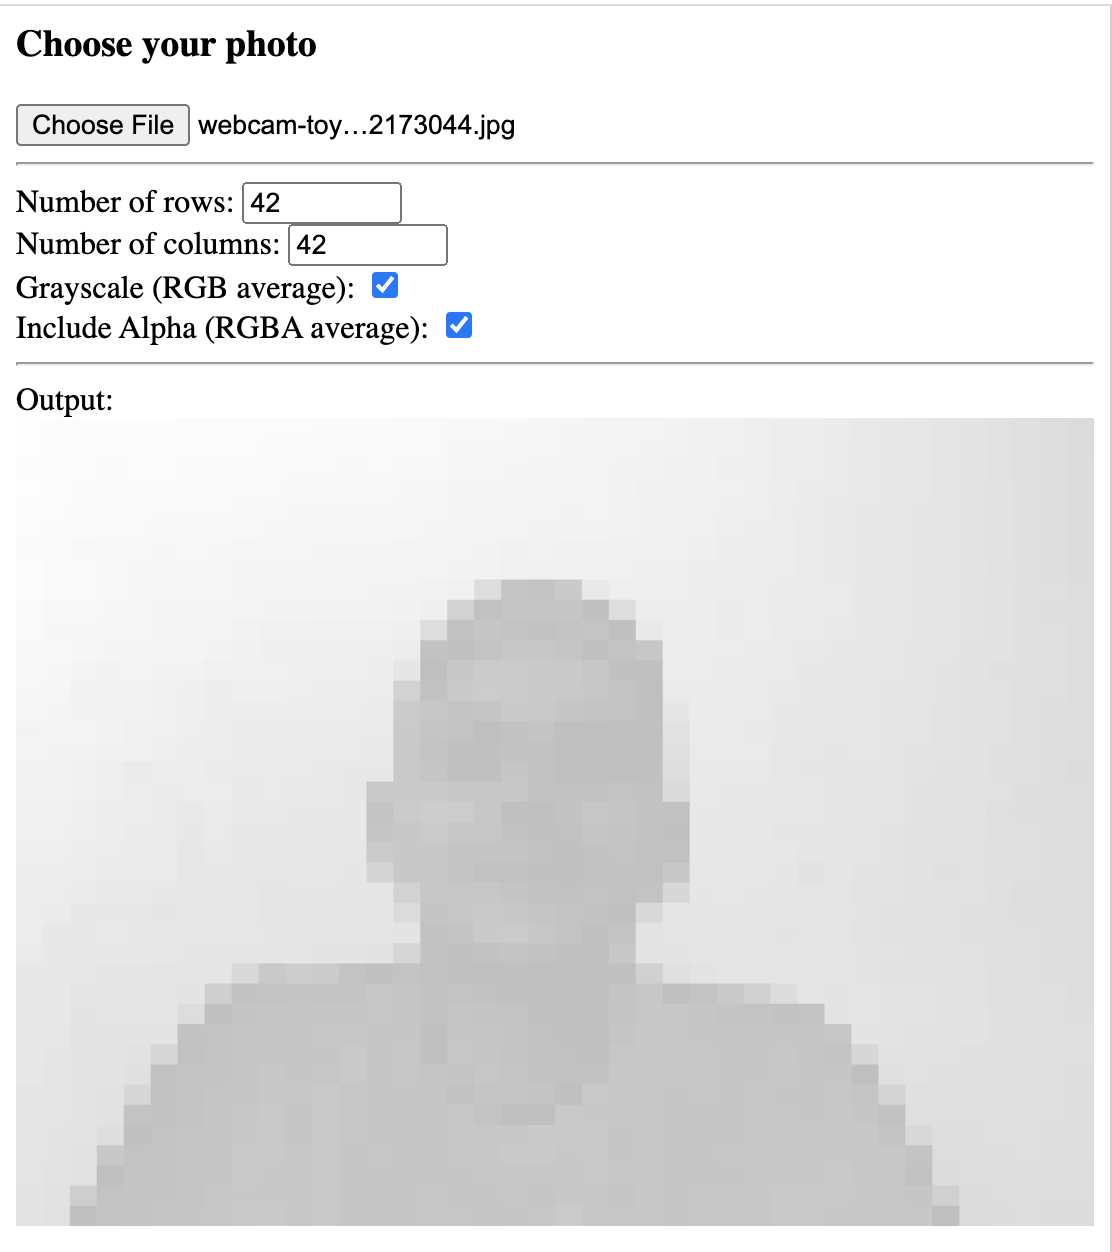 Choose your photo
Choose File webcam-toy…2173044.jpg
Number of rows: 42
Number of columns: 42
Grayscale (RGB average):
Include Alpha (RGBA average):
Output: